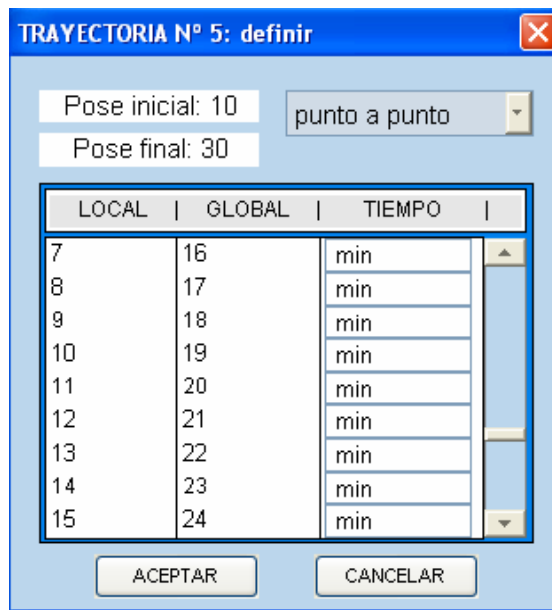 TRAYECTORIA Nº 5: definir
Pose inicial: 10
punto a punto
Pose final: 30
LOCAL | GLOBAL | TIEMPO |
7 16 min
8 17 min
9 18 min
10 19 min
11 20 min
12 21 min
13 22 min
14 23 min
15 24 min
ACEPTAR CANCELAR